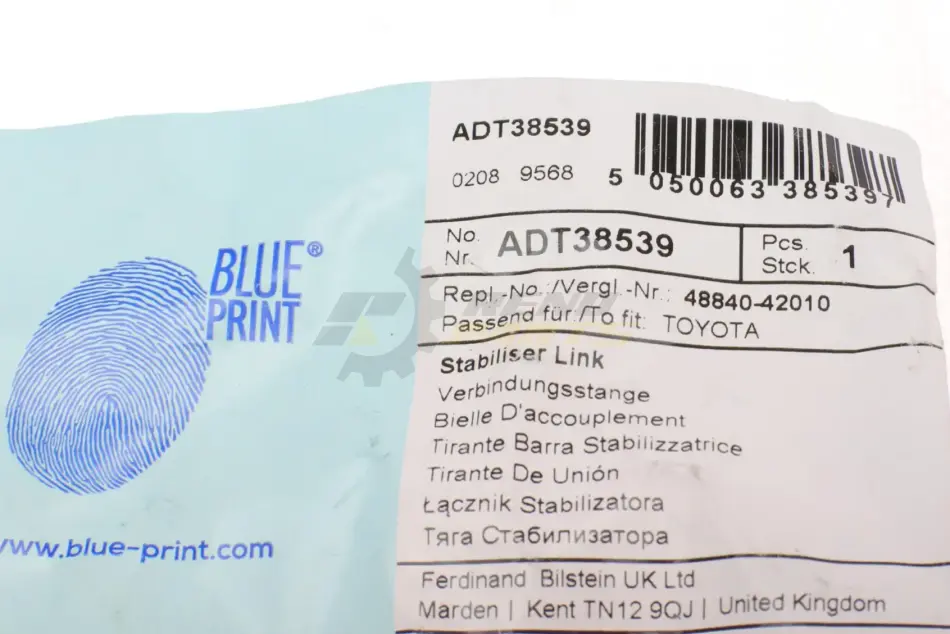 BLUE®
PRINT
www.blue-print.com
ADT38539
0208 9568
5 050063 385397
No.
Nr. ADT38539
Pcs.
Stck. 1
Repl.-No.:/Vergl.-Nr.: 48840-42010
Passend für:/To fit: TOYOTA
Stabiliser Link
Verbindungsstange
Bielle D'accouplement
Tirante Barra Stabilizzatrice
Tirante De Unión
Łącznik Stabilizatora
Тяга Стабилизатора
Ferdinand Bilstein UK Ltd
Marden | Kent TN12 9QJ | United Kingdom